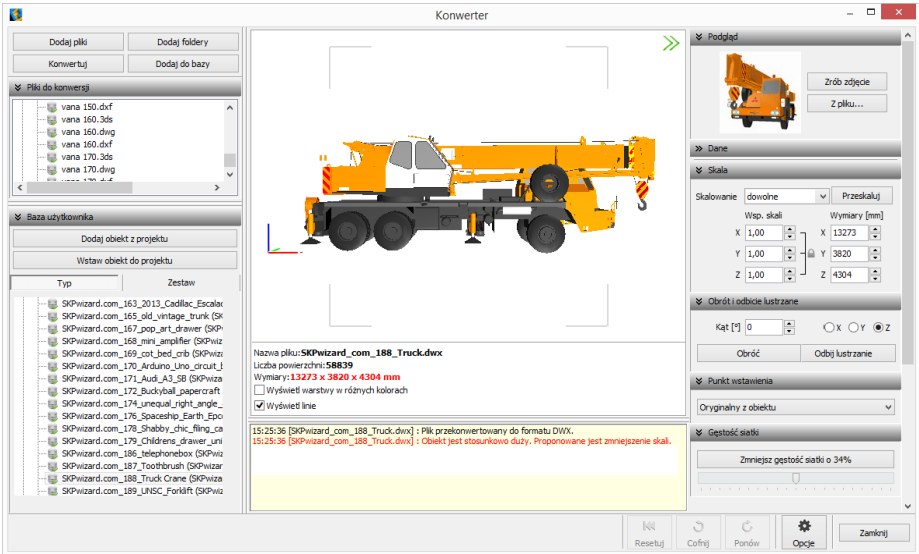 Konwerter
Dodaj pliki
Dodaj foldery
Konwertuj
Dodaj do bazy
Pliki do konwersji
vana 150.dxf
vana 160.3ds
vana 160.dwg
vana 160.dxf
vana 170.3ds
vana 170.dwg
Baza użytkownika
Dodaj obiekt z projektu
Wstaw obiekt do projektu
Typ
Zestaw
SKPwizard.com_163_2013_Cadillac_Escalad
SKPwizard.com_165_old_vintage_trunk (SK
SKPwizard.com_167_pop_art_drawer (SKP
SKPwizard.com_168_mini_amplifier (SKPwiz
SKPwizard.com_169_cot_bed_crib (SKPwiza
SKPwizard.com_170_Arduino_Uno_circuit_b
SKPwizard.com_171_Audi_A3_SB (SKPwiza
SKPwizard.com_172_Buckyball_papercraft
SKPwizard.com_174_unequal_right_angle_
SKPwizard.com_176_Spaceship_Earth_Epco
SKPwizard.com_178_Shabby_chic_filing_ca
SKPwizard.com_179_Childrens_drawer_uni
SKPwizard.com_186_telephonebox (SKPwiz
SKPwizard.com_187_Toothbrush (SKPwizar
SKPwizard.com_188_Truck Crane (SKPwiza
SKPwizard.com_189_UNSC_Forklift (SKPwiz
Nazwa pliku:SKPwizard_com_188_Truck.dwx
Liczba powierzchni:58839
Wymiary:13273 x 3820 x 4304 mm
Wyświetl warstwy w różnych kolorach
Wyświetl linie
15:25:36 [SKPwizard_com_188_Truck.dwx] : Plik przekonwertowany do formatu DWX.
15:25:36 [SKPwizard_com_188_Truck.dwx] : Obiekt jest stosunkowo duży. Proponowane jest zmniejszenie skali.
Podgląd
Zrób zdjęcie
Z pliku...
Dane
Skala
Skalowanie dowolne Przeskaluj
Wsp. skali Wymiary [mm]
X 1,00 X 13273
Y 1,00 Y 3820
Z 1,00 Z 4304
Obrót i odbicie lustrzane
Kąt [°] 0 X Y Z
Obróć Odbij lustrzanie
Punkt wstawienia
Oryginalny z obiektu
Gęstość siatki
Zmniejsz gęstość siatki o 34%
Resetuj
Cofnij
Ponów
Opcje
Zamknij